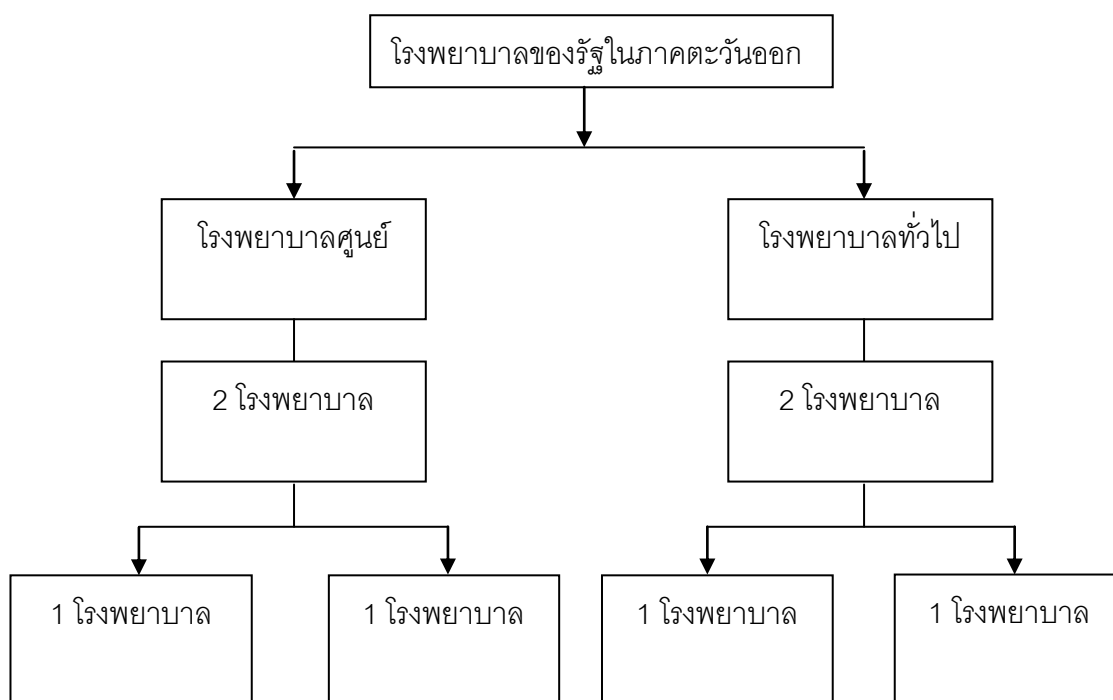 โรงพยาบาลของรัฐในภาคตะวันออก
โรงพยาบาลศูนย์
โรงพยาบาลทั่วไป
2 โรงพยาบาล
2 โรงพยาบาล
1 โรงพยาบาล
1 โรงพยาบาล
1 โรงพยาบาล
1 โรงพยาบาล